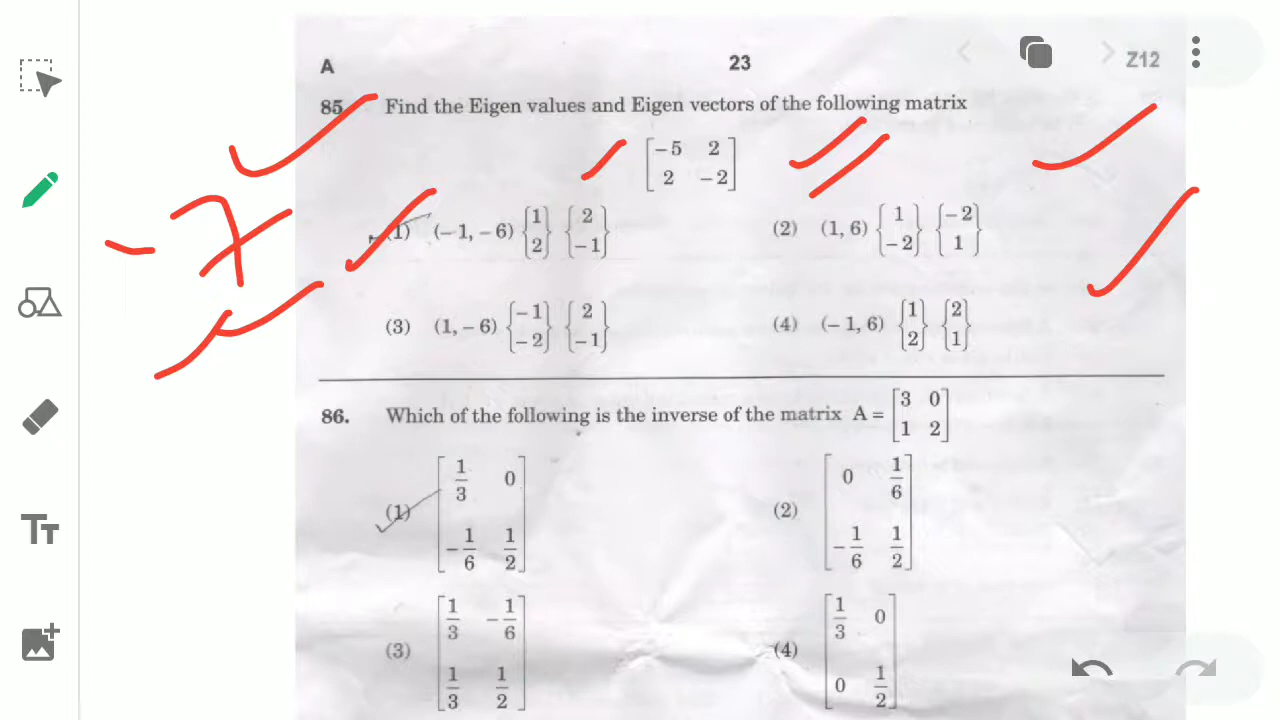 A 23 Z12
85. Find the Eigen values and Eigen vectors of the following matrix
[−5 2
2 −2]
(1) (−1, −6) {1 2} {2 −1} (2) (1, 6) {1 −2} {−2 1}
(3) (1, −6) {−1 −2} {2 −1} (4) (−1, 6) {1 2} {2 1}
− 7
86. Which of the following is the inverse of the matrix A = [3 0
1 2]
(1) [1/3 0
−1/6 1/2]
(2) [0 1/6
−1/6 1/2]
(3) [1/3 −1/6
1/3 1/2]
(4) [1/3 0
0 1/2]
Tт